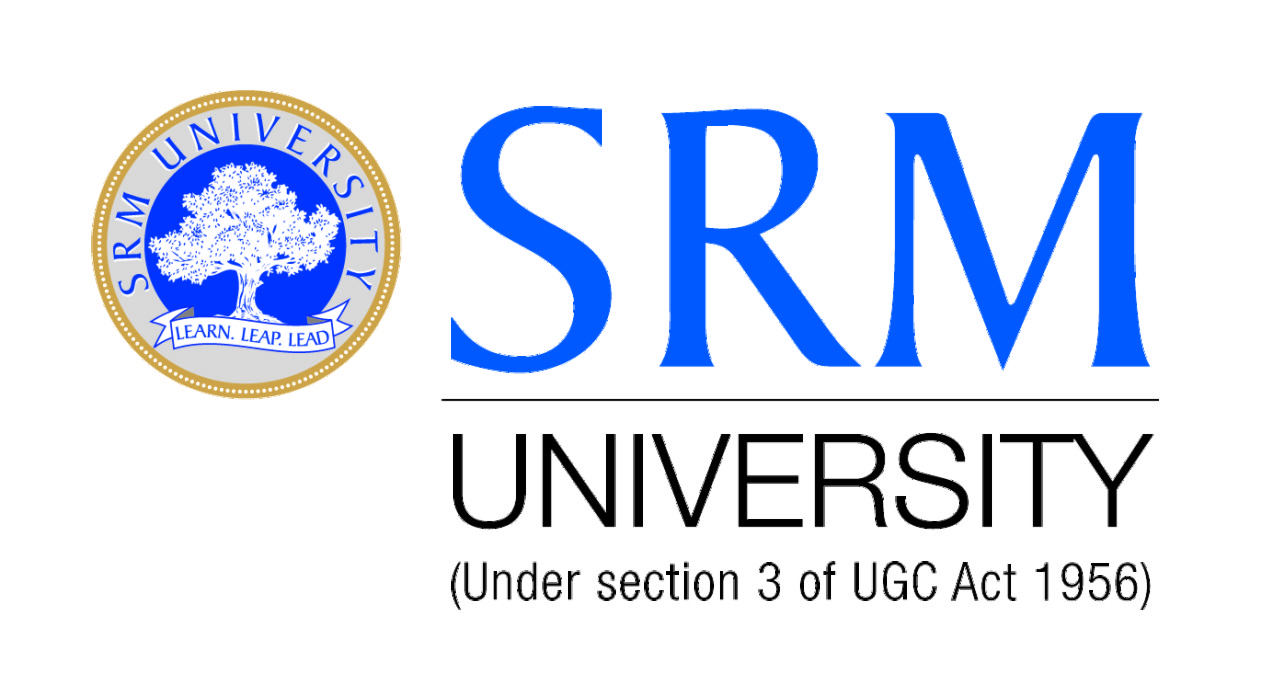 SRM UNIVERSITY
LEARN. LEAP. LEAD
SRM
UNIVERSITY
(Under section 3 of UGC Act 1956)